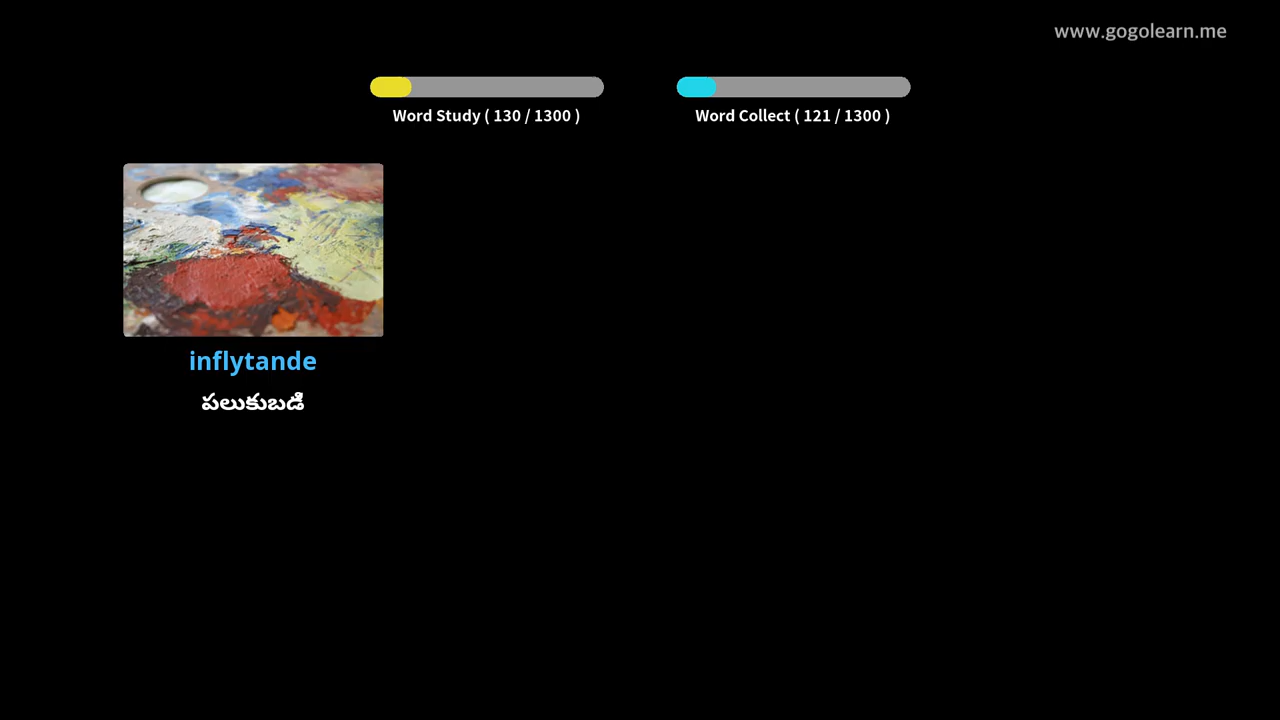 www.gogolearn.me
Word Study ( 130 / 1300 )
Word Collect ( 121 / 1300 )
inflytande
పలుకుబడి